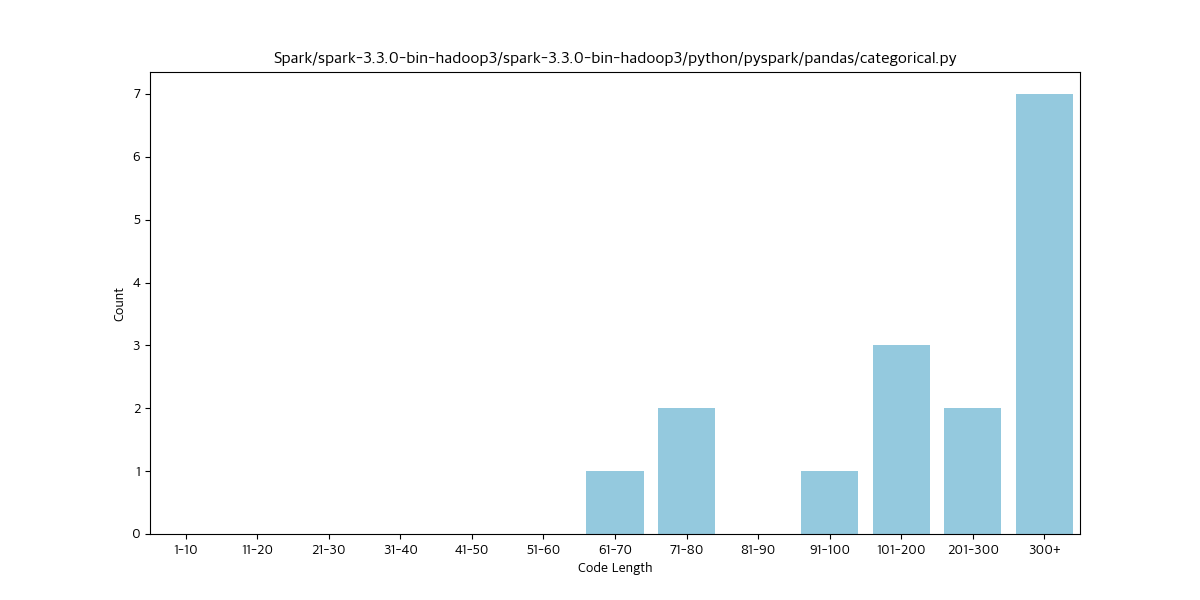 Spark/spark-3.3.0-bin-hadoop3/spark-3.3.0-bin-hadoop3/python/pyspark/pandas/categorical.py
7
6
5
4
3
2
1
0
Count
1-10 11-20 21-30 31-40 41-50 51-60 61-70 71-80 81-90 91-100 101-200 201-300 300+
Code Length